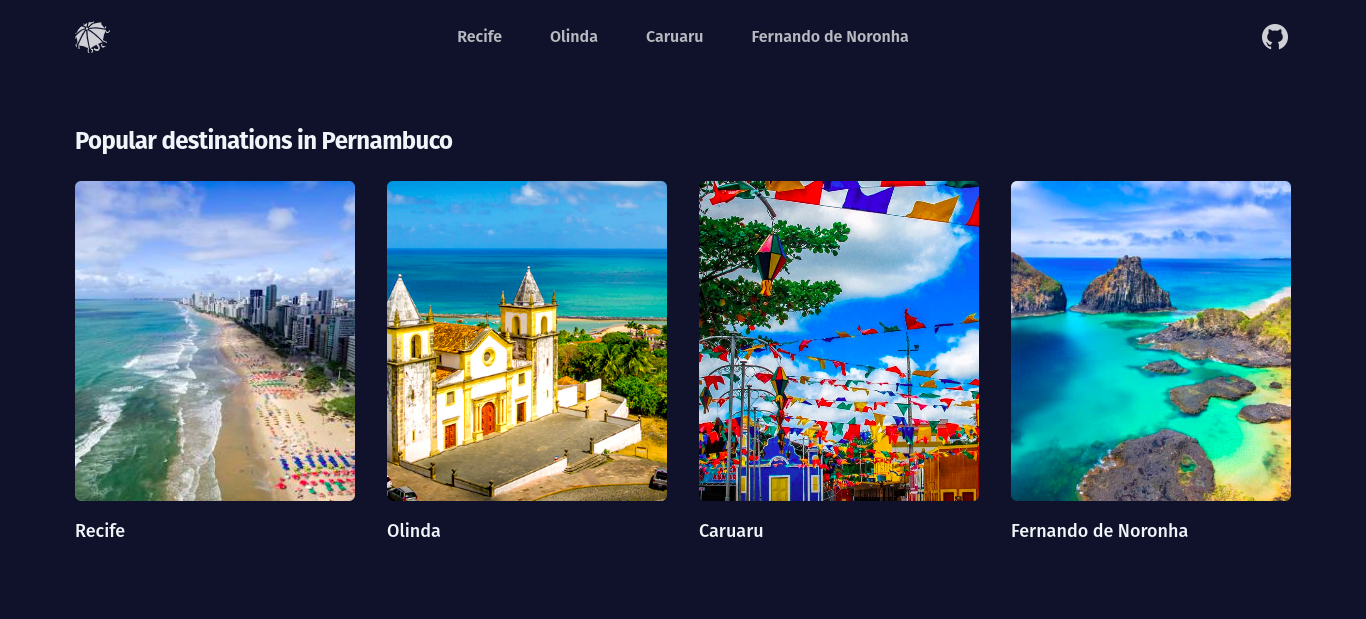 Recife Olinda Caruaru Fernando de Noronha
Popular destinations in Pernambuco
Recife Olinda Caruaru Fernando de Noronha